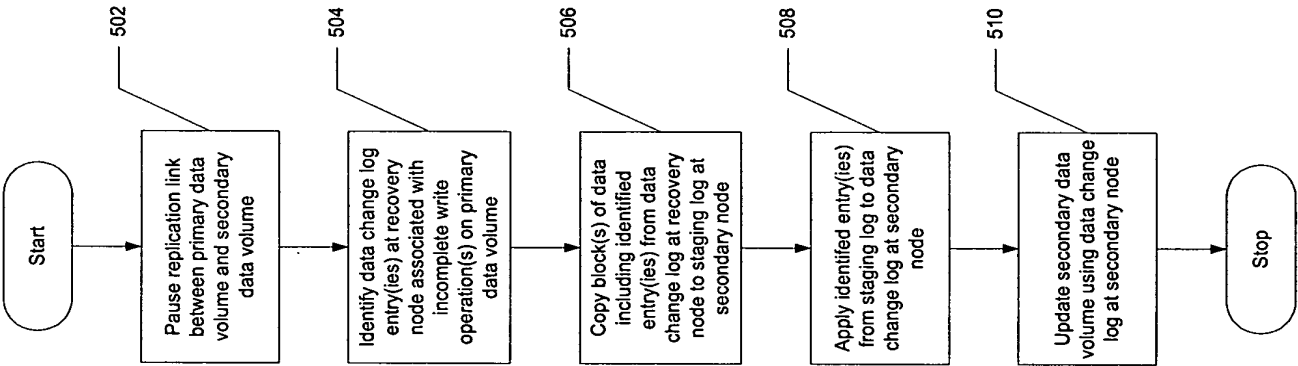 Start
Pause replication link
between primary data
volume and secondary
data volume
502
Identify data change log
entry(ies) at recovery
node associated with
incomplete write
operation(s) on primary
data volume
504
Copy block(s) of data
including identified
entry(ies) from data
change log at recovery
node to staging log at
secondary node
506
Apply identifed entry(ies)
from staging log to data
change log at secondary
node
508
Update secondary data
volume using data change
log at secondary node
510
Stop